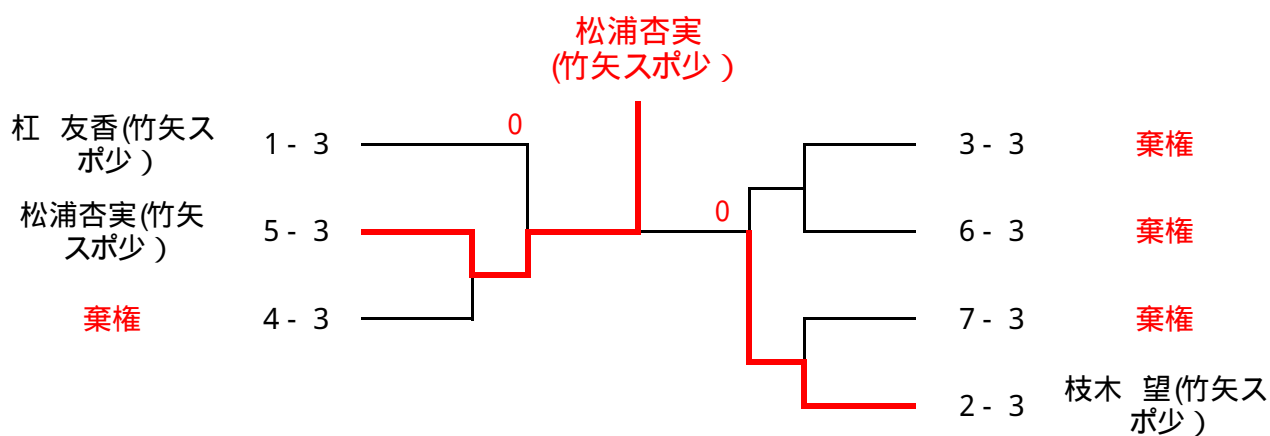 松浦杏実
(竹矢スポ少）
0
杠　友香(竹矢ス
ポ少）
1 - 3
松浦杏実(竹矢
スポ少）
5 - 3
棄権
4 - 3
0
3 - 3
棄権
6 - 3
棄権
7 - 3
棄権
2 - 3
枝木　望(竹矢ス
ポ少）